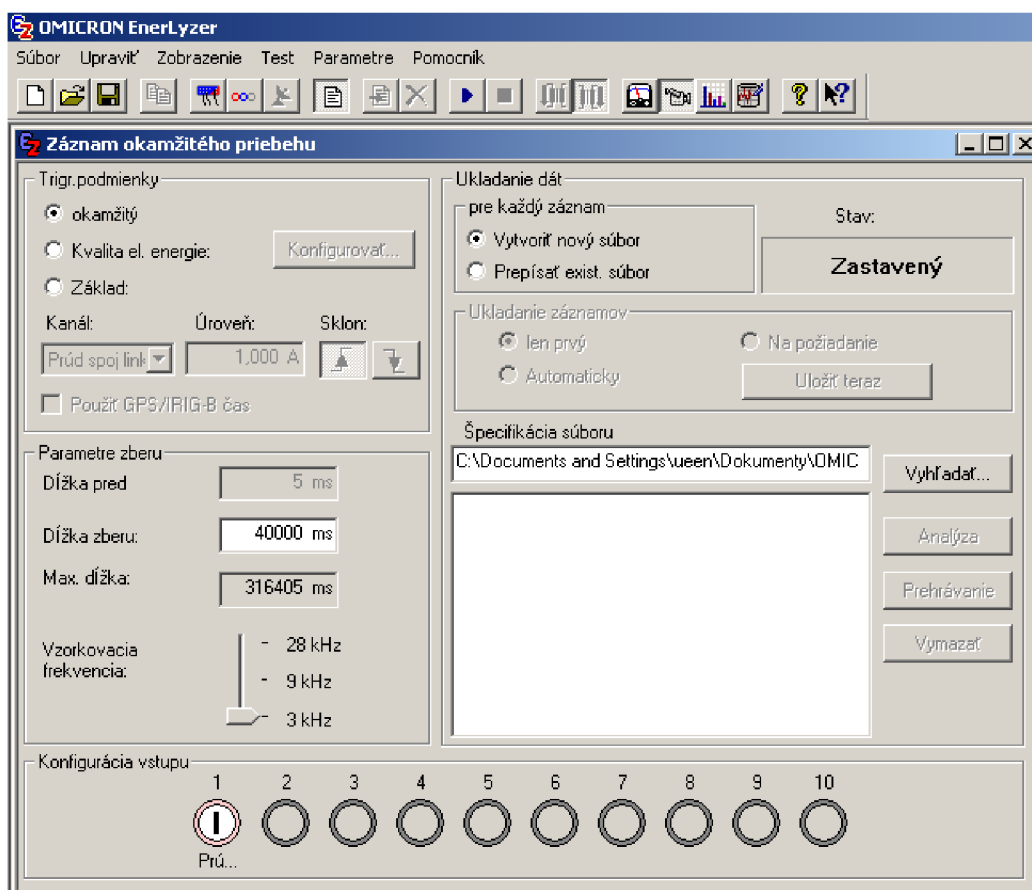 OMICRON EnerLyzer
Súbor Upraviť Zobrazenie Test Parametre Pomocník
Záznam okamžitého priebehu
Trigr.podmienky
okamžitý
Kvalita el. energie: Konfigurovať...
Základ:
Kanál: Úroveň: Sklon:
Prúd spoj link 1,000 A
Použiť GPS/IRIG-B čas
Parametre zberu
Dĺžka pred 5 ms
Dĺžka zberu: 40000 ms
Max. dĺžka: 316405 ms
Vzorkovacia
frekvencia:
28 kHz
9 kHz
3 kHz
Ukladanie dát
pre každý záznam
Vytvoriť nový súbor
Prepísať exist. súbor
Stav:
Zastavený
Ukladanie záznamov
len prvý Na požiadanie
Automaticky Uložiť teraz
Špecifikácia súboru
C:\Documents and Settings\ueen\Dokumenty\OMIC
Vyhľadať...
Analýza
Prehrávanie
Vymazať
Konfigurácia vstupu
1 2 3 4 5 6 7 8 9 10
I
Prú...